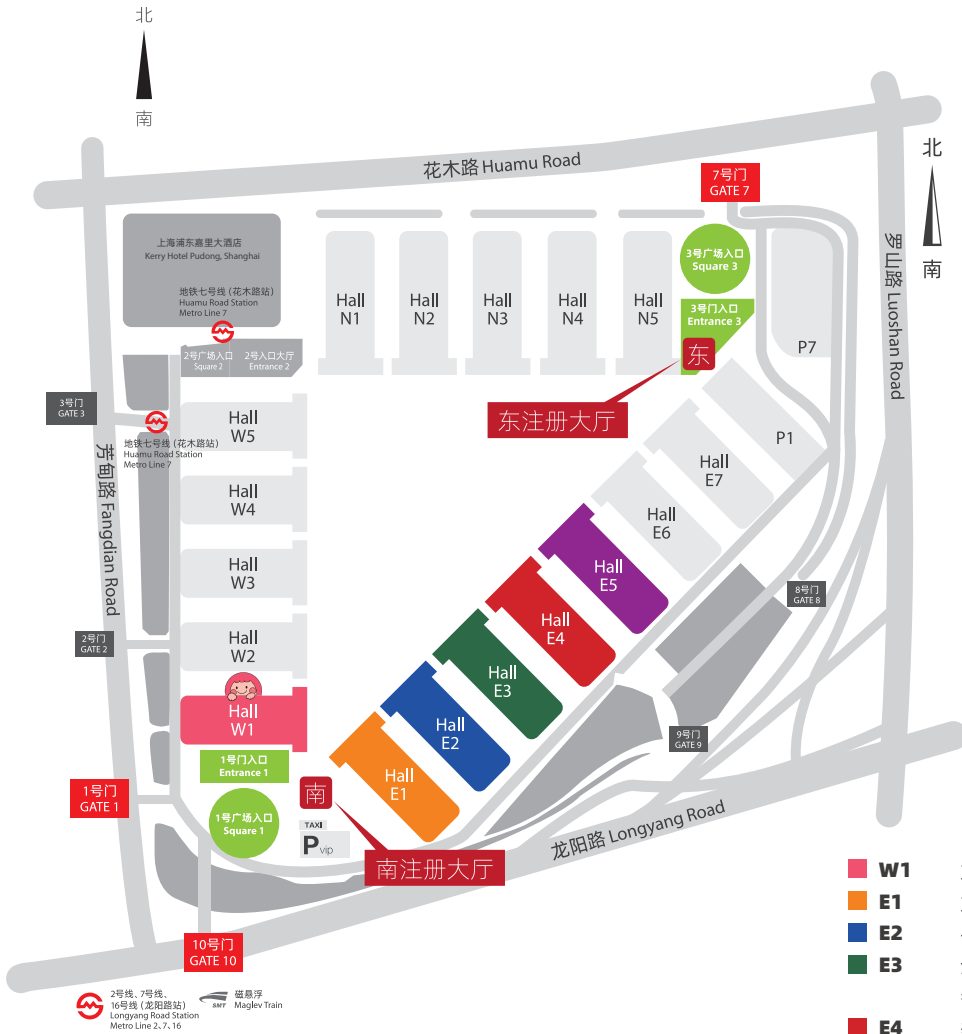 北
南
花木路 Huamu Road
7号门
GATE 7
北
南
罗山路 Luoshan Road
上海浦东嘉里大酒店
Kerry Hotel Pudong, Shanghai
地铁七号线 (花木路站)
Huamu Road Station
Metro Line 7
2号广场入口
Square 2
2号入口大厅
Entrance 2
Hall
N1
Hall
N2
Hall
N3
Hall
N4
Hall
N5
3号广场入口
Square 3
3号门入口
Entrance 3
东
P7
东注册大厅
3号门
GATE 3
地铁七号线 (花木路站)
Huamu Road Station
Metro Line 7
芳甸路 Fangdian Road
Hall
W5
Hall
W4
Hall
W3
Hall
W2
Hall
W1
P1
Hall
E7
Hall
E6
Hall
E5
Hall
E4
Hall
E3
Hall
E2
Hall
E1
8号门
GATE 8
2号门
GATE 2
9号门
GATE 9
1号门入口
Entrance 1
1号门
GATE 1
1号广场入口
Square 1
南
TAXI
P vip
南注册大厅
龙阳路 Longyang Road
10号门
GATE 10
2号线、7号线、
16号线 (龙阳路站)
Longyang Road Station
Metro Line 2、7、16
SMT
磁悬浮
Maglev Train
W1
E1
E2
E3
E4